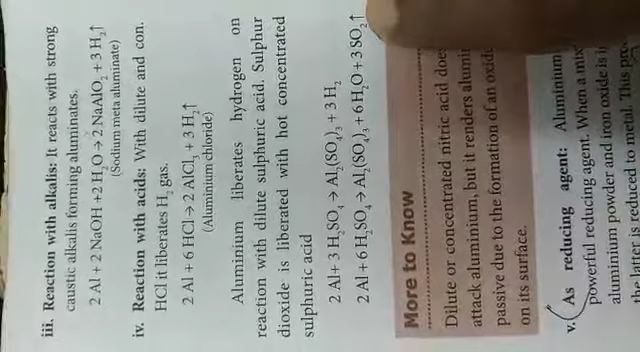 iii. Reaction with alkalis: It reacts with strong
caustic alkalis forming aluminates.
2 Al + 2 NaOH +2 H₂O → 2 NaAlO₂ + 3 H₂↑
(Sodium meta aluminate)
iv. Reaction with acids: With dilute and con.
HCl it liberates H₂ gas.
2 Al + 6 HCl → 2 AlCl₃ + 3 H₂↑
(Aluminium chloride)
Aluminium liberates hydrogen on
reaction with dilute sulphuric acid. Sulphur
dioxide is liberated with hot concentrated
sulphuric acid
2 Al+ 3 H₂SO₄ → Al₂(SO₄)₃ + 3 H₂
2 Al+ 6 H₂SO₄ → Al₂(SO₄)₃ + 6 H₂O + 3 SO₂↑
More to Know
Dilute or concentrated nitric acid does
attack aluminium, but it renders
passive due to the formation of an
on its surface.
v. As reducing agent: Aluminium
powerful reducing agent. When a
aluminium powder and iron oxide is
the latter is reduced to metal. This